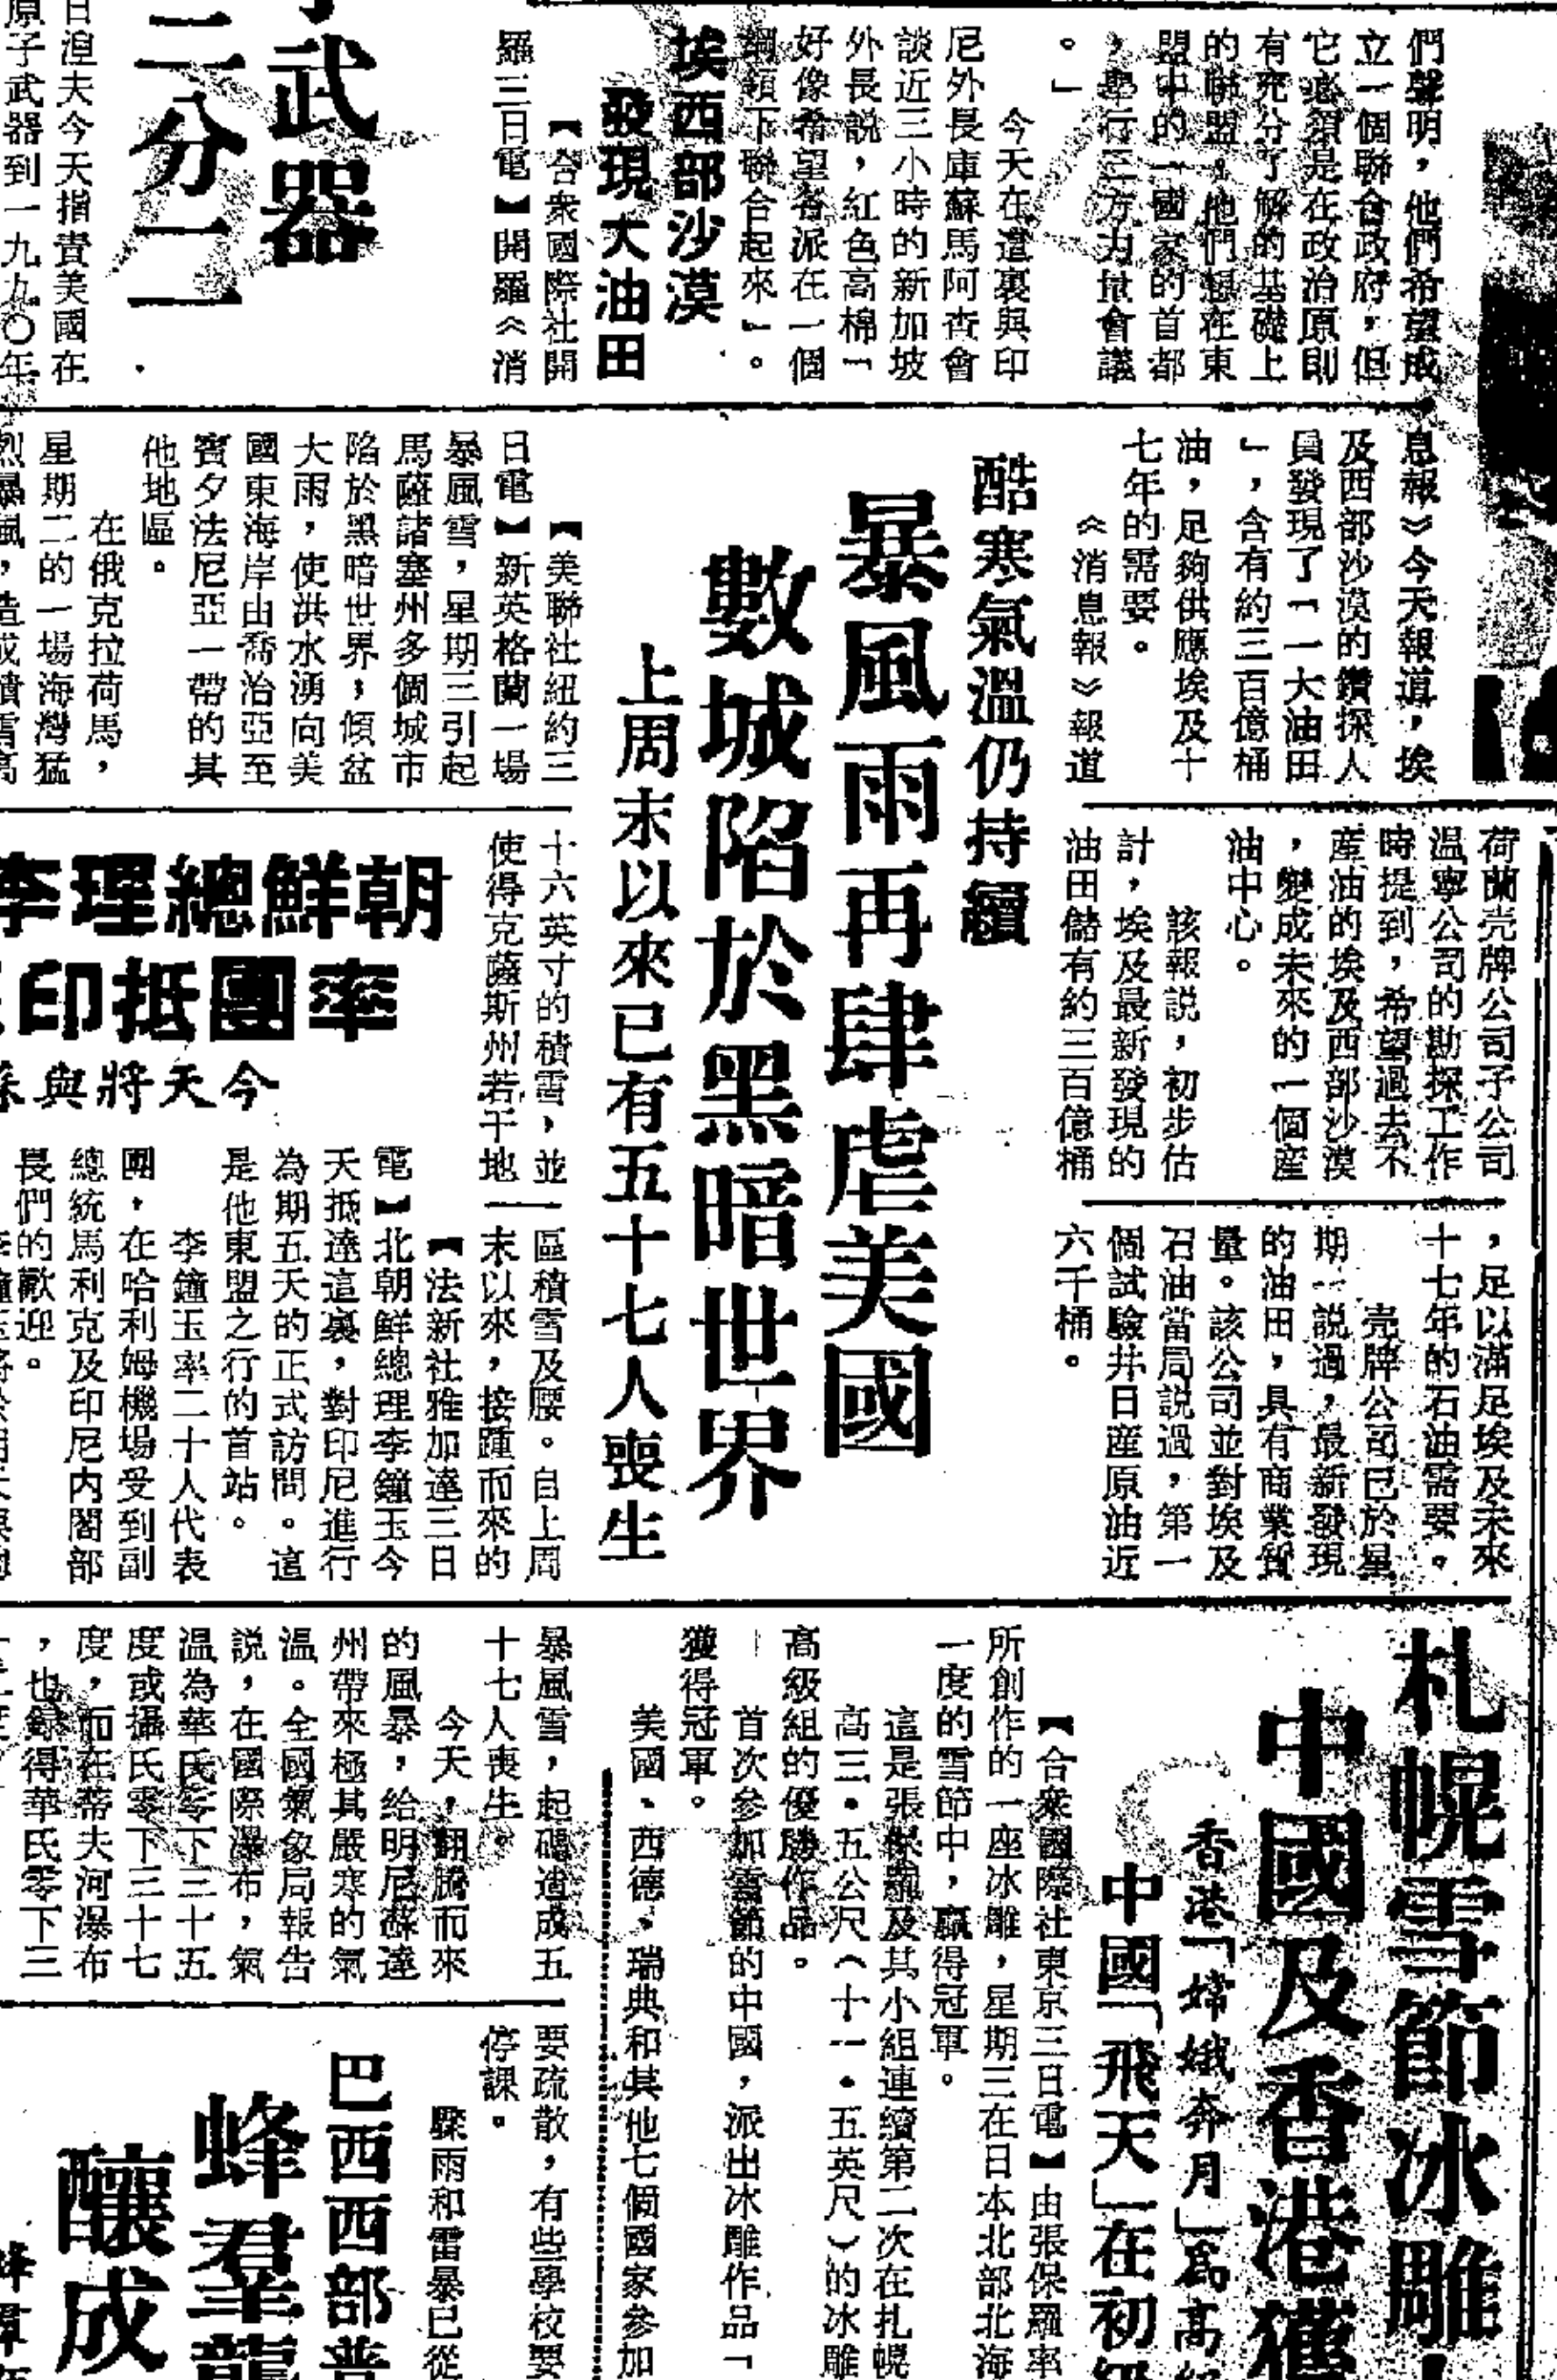 們聲明，他們希望成
立一個聯合政府，但
它必須是在政治原則
有充分了解的基礎上
的聯盟。他們想在東
盟中的一國家的首都
，舉行三方力量會議
。」
今天在這裏與印
尼外長庫蘇馬阿查會
談近三小時的新加坡
外長説，紅色高棉「
好像希望各派在一個
綱領下聯合起來」。
埃西部沙漠
發現大油田
【合衆國際社開
羅三日電】開羅《消
息報》今天報道，埃
及西部沙漠的鑽探人
員發現了「一大油田
」，含有約三百億桶
油，足夠供應埃及十
七年的需要。
《消息報》報道
荷蘭壳牌公司子公司
溫寧公司的勘探工作
時提到，希望過去不
産油的埃及西部沙漠
，變成未來的一個産
油中心。
該報説，初步估
計，埃及最新發現的
油田儲有約三百億桶
，足以滿足埃及未來
十七年的石油需要。
壳牌公司已於星
期一説過，最新發現
的油田，具有商業質
量。該公司並對埃及
石油當局説過，第一
個試驗井日産原油近
六千桶。
武器
二分二
日湼夫今天指責美國在
原子武器到一九九〇年
酷寒氣溫仍持續
暴風雨再肆虐美國
數城陷於黑暗世界
上周末以來已有五十七人喪生
【美聯社紐約三
日電】新英格蘭一場
暴風雪，星期三引起
馬薩諸塞州多個城市
陷於黑暗世界，傾盆
大雨，使洪水湧向美
國東海岸由喬治亞至
賓夕法尼亞一帶的其
他地區。
在俄克拉荷馬，
星期二的一場海灣猛
烈暴風，造成積雪高
十六英寸的積雪，並
使得克薩斯州若干地
區積雪及腰。自上周
末以來，接踵而來的
暴風雪，起碼造成五
十七人喪生。
今天，翻騰而來
的風暴，給明尼蘇達
州帶來極其嚴寒的氣
溫。全國氣象局報告
説，在國際瀑布，氣
溫為華氏零下三十五
度或攝氏零下三十七
度，而在蒂夫河瀑布
，也錄得華氏零下三
要疏散，有些學校要
停課。
驟雨和雷暴已從
朝鮮總理李
率團抵印
今天將與
【法新社雅加達三日
電】北朝鮮總理李鐘玉今
天抵達這裏，對印尼進行
為期五天的正式訪問。這
是他東盟之行的首站。
李鐘玉率二十人代表
團，在哈利姆機場受到副
總統馬利克及印尼内閣部
長們的歡迎。
札幌雪節冰雕
中國及香港獲
香港「嫦娥奔月」爲高
中國「飛天」在初
【合衆國際社東京三日電】由張保羅率
所創作的一座冰雕，星期三在日本北部北海
一度的雪節中，贏得冠軍。
這是張保羅及其小組連續第二次在扎幌
高三・五公尺（十一・五英尺）的冰雕
高級組的優勝作品。
首次參加雪節的中國，派出冰雕作品「
獲得冠軍。
美國、西德、瑞典和其他七個國家參加
巴西西部普
蜂羣襲
釀成